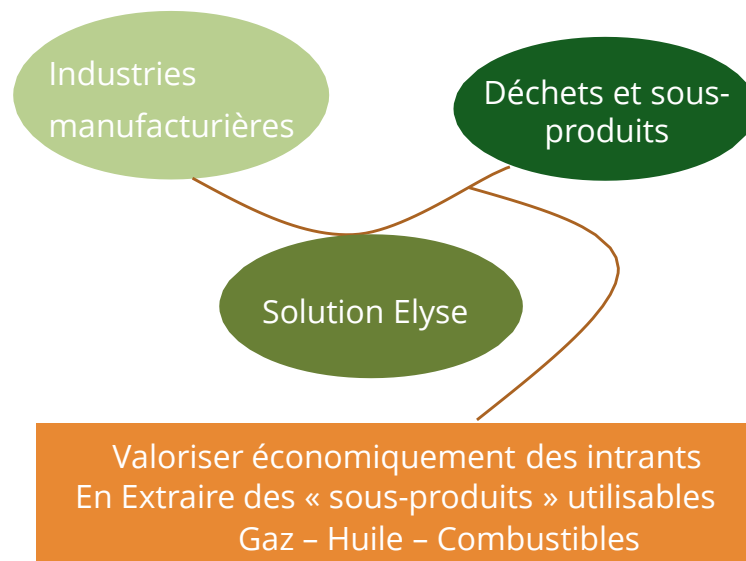 Industries
manufacturières
Déchets et sous-
produits
Solution Elyse
Valoriser économiquement des intrants
En Extraire des « sous-produits » utilisables
Gaz – Huile – Combustibles